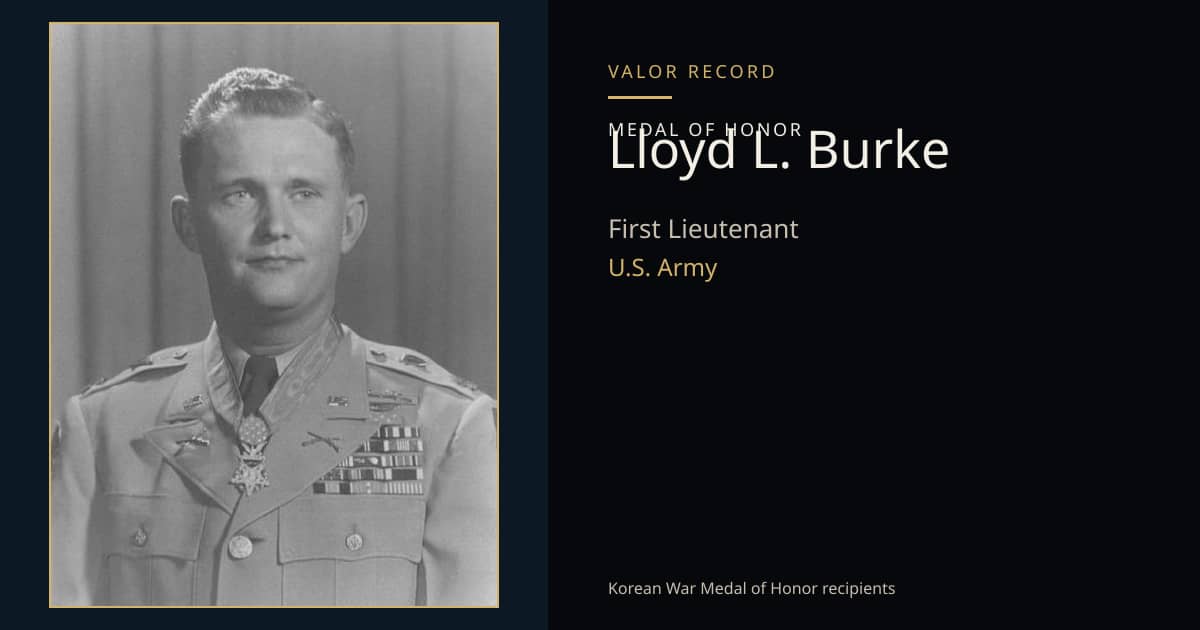 VALOR RECORD
MEDAL OF HONOR
Lloyd L. Burke
First Lieutenant
U.S. Army
Korean War Medal of Honor recipients